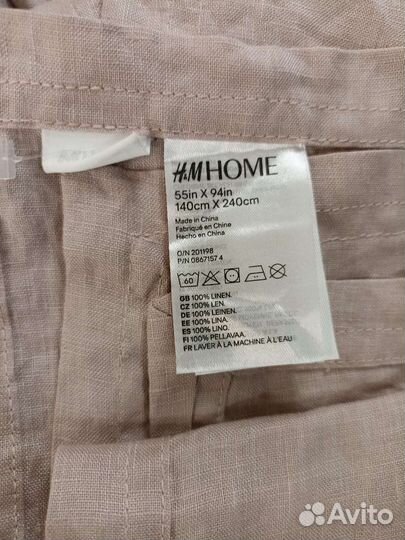 H&M HOME
55in X 94in
140cm X 240cm
Made in China
Fabriqué en Chine
Hecho en China
O/N 201198
P/N 0867157 4
60
GB 100% LINEN.
CZ 100% LEN.
DE 100% LEINEN.
EE 100% LINA.
ES 100% LINO.
FI 100% PELLAVAA.
FR LAVER À LA MACHINE À L'EAU
Avito